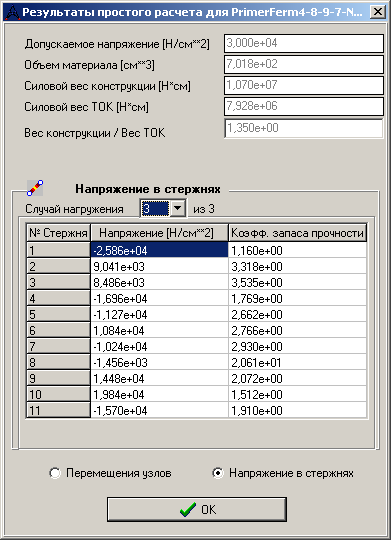 Результаты простого расчета для PrimerFerm4-8-9-7-N...
Допускаемое напряжение [Н/см**2] 3,000e+04
Объем материала [см**3] 7,018e+02
Силовой вес конструкции [Н*см] 1,070e+07
Силовой вес ТОК [Н*см] 7,928e+06
Вес конструкции / Вес ТОК 1,350e+00
Напряжение в стержнях
Случай нагружения 3 из 3
№ Стержня Напряжение [Н/см**2] Коэфф. запаса прочности
1 -2,586e+04 1,160e+00
2 9,041e+03 3,318e+00
3 8,486e+03 3,535e+00
4 -1,696e+04 1,769e+00
5 -1,127e+04 2,662e+00
6 1,084e+04 2,766e+00
7 -1,024e+04 2,930e+00
8 -1,456e+03 2,061e+01
9 1,448e+04 2,072e+00
10 1,984e+04 1,512e+00
11 -1,570e+04 1,910e+00
Перемещения узлов Напряжение в стержнях
OK